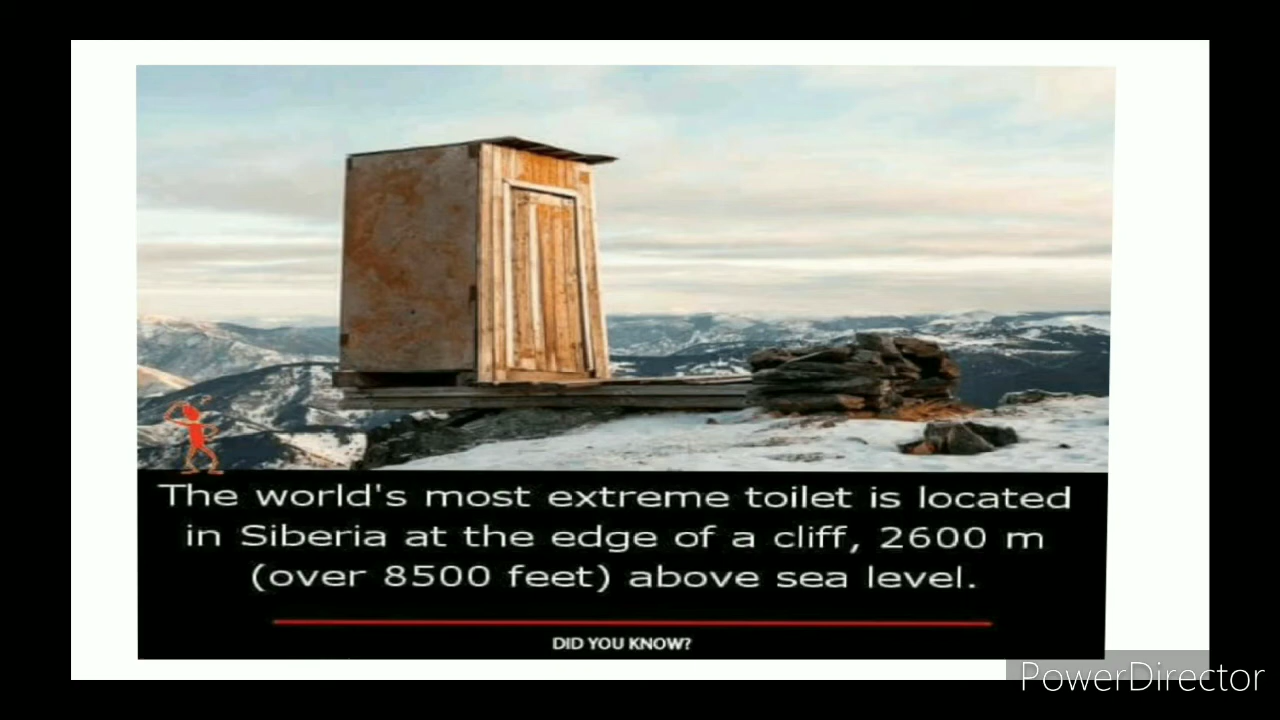 The world's most extreme toilet is located
in Siberia at the edge of a cliff, 2600 m
(over 8500 feet) above sea level.
DID YOU KNOW?
PowerDirector